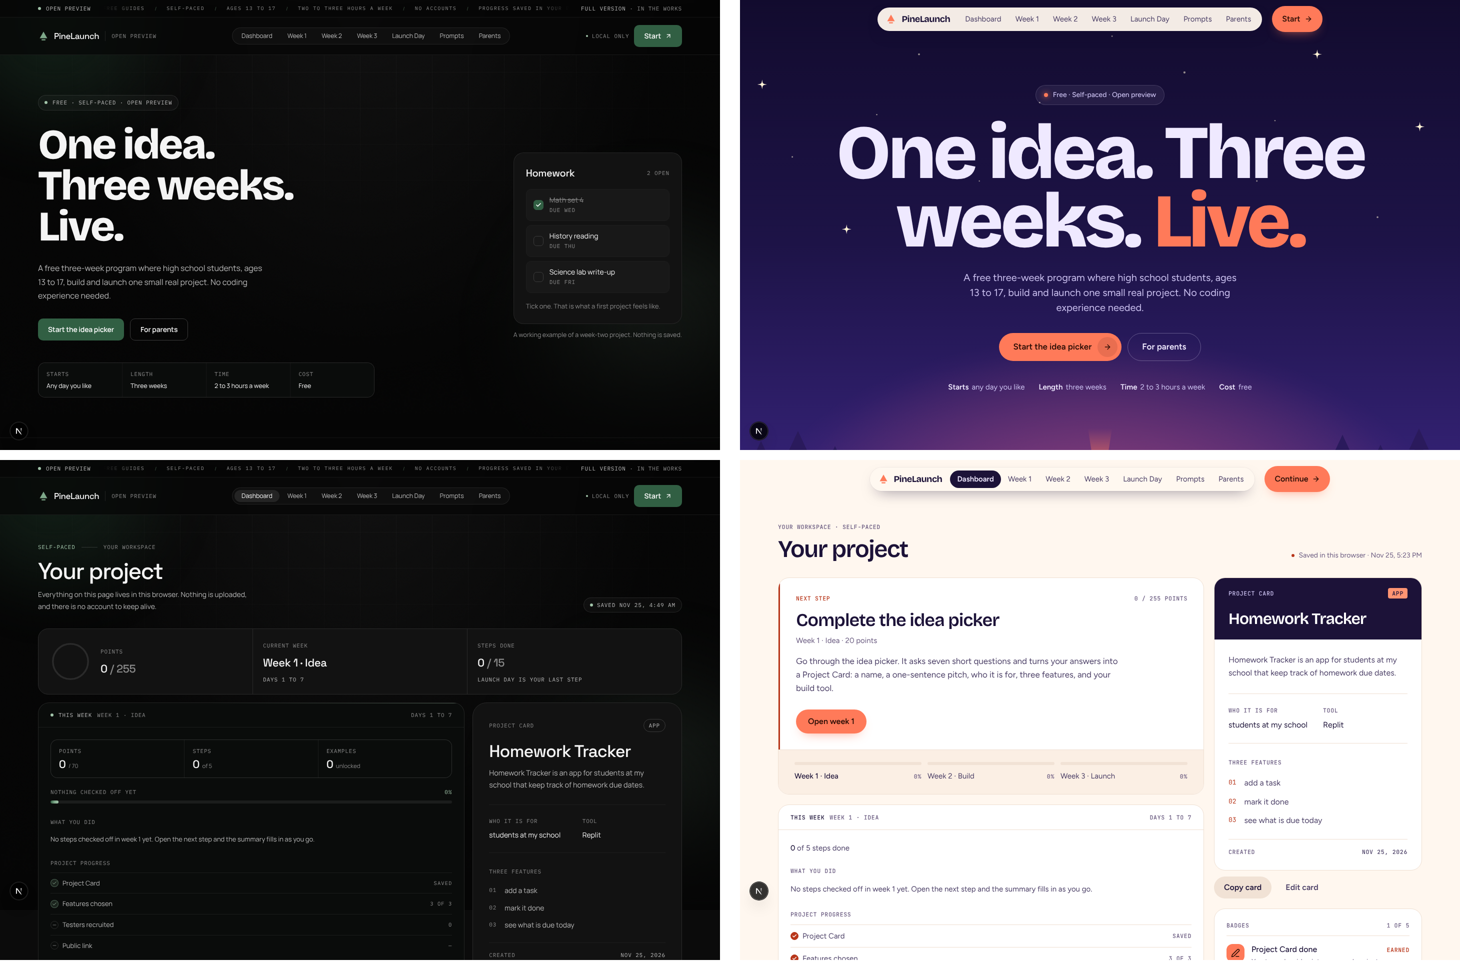 OPEN PREVIEW
GUIDES
SELF-PACED
AGES 13 TO 17
TWO TO THREE HOURS A WEEK
NO ACCOUNTS
PROGRESS SAVED IN YOUR
FULL VERSION · IN THE WORKS
PineLaunch
OPEN PREVIEW
Dashboard
Week 1
Week 2
Week 3
Launch Day
Prompts
Parents
LOCAL ONLY
Start
FREE · SELF-PACED · OPEN PREVIEW
One idea.
Three weeks.
Live.
A free three-week program where high school students, ages
13 to 17, build and launch one small real project. No coding
experience needed.
Start the idea picker
For parents
STARTS
Any day you like
LENGTH
Three weeks
TIME
2 to 3 hours a week
COST
Free
Homework
2 OPEN
Math set 4
DUE WED
History reading
DUE THU
Science lab write-up
DUE FRI
Tick one. That is what a first project feels like.
A working example of a week-two project. Nothing is saved.
N
PineLaunch
Dashboard
Week 1
Week 2
Week 3
Launch Day
Prompts
Parents
Start
Free · Self-paced · Open preview
One idea. Three
weeks. Live.
A free three-week program where high school students, ages
13 to 17, build and launch one small real project. No coding
experience needed.
Start the idea picker
For parents
Starts any day you like
Length three weeks
Time 2 to 3 hours a week
Cost free
N
OPEN PREVIEW
GUIDES
SELF-PACED
AGES 13 TO 17
TWO TO THREE HOURS A WEEK
NO ACCOUNTS
PROGRESS SAVED IN YOUR
FULL VERSION · IN THE WORKS
PineLaunch
OPEN PREVIEW
Dashboard
Week 1
Week 2
Week 3
Launch Day
Prompts
Parents
LOCAL ONLY
Start
SELF-PACED
YOUR WORKSPACE
Your project
Everything on this page lives in this browser. Nothing is uploaded,
and there is no account to keep alive.
SAVED NOV 25, 4:49 AM
POINTS
0 / 255
CURRENT WEEK
Week 1 · Idea
DAYS 1 TO 7
STEPS DONE
0 / 15
LAUNCH DAY IS YOUR LAST STEP
THIS WEEK WEEK 1 · IDEA
DAYS 1 TO 7
POINTS
0 / 70
STEPS
0 of 5
EXAMPLES
0 unlocked
NOTHING CHECKED OFF YET
0%
WHAT YOU DID
No steps checked off in week 1 yet. Open the next step and the summary fills in as you go.
PROJECT PROGRESS
Project Card
SAVED
Features chosen
3 OF 3
Testers recruited
0
Public link
–
PROJECT CARD
APP
Homework Tracker
Homework Tracker is an app for students at my
school that keep track of homework due dates.
WHO IT IS FOR
students at my school
TOOL
Replit
THREE FEATURES
01 add a task
02 mark it done
03 see what is due today
CREATED
NOV 25, 2026
N
PineLaunch
Dashboard
Week 1
Week 2
Week 3
Launch Day
Prompts
Parents
Continue
YOUR WORKSPACE · SELF-PACED
Your project
Saved in this browser · Nov 25, 5:23 PM
NEXT STEP
0 / 255 POINTS
Complete the idea picker
Week 1 · Idea · 20 points
Go through the idea picker. It asks seven short questions and turns your answers into
a Project Card: a name, a one-sentence pitch, who it is for, three features, and your
build tool.
Open week 1
Week 1 · Idea
0%
Week 2 · Build
0%
Week 3 · Launch
0%
THIS WEEK WEEK 1 · IDEA
DAYS 1 TO 7
0 of 5 steps done
WHAT YOU DID
No steps checked off in week 1 yet. Open the next step and the summary fills in as you go.
PROJECT PROGRESS
Project Card
SAVED
Features chosen
3 OF 3
PROJECT CARD
APP
Homework Tracker
Homework Tracker is an app for students at my
school that keep track of homework due dates.
WHO IT IS FOR
students at my school
TOOL
Replit
THREE FEATURES
01 add a task
02 mark it done
03 see what is due today
CREATED
NOV 25, 2026
Copy card
Edit card
BADGES
1 OF 5
Project Card done
EARNED
N